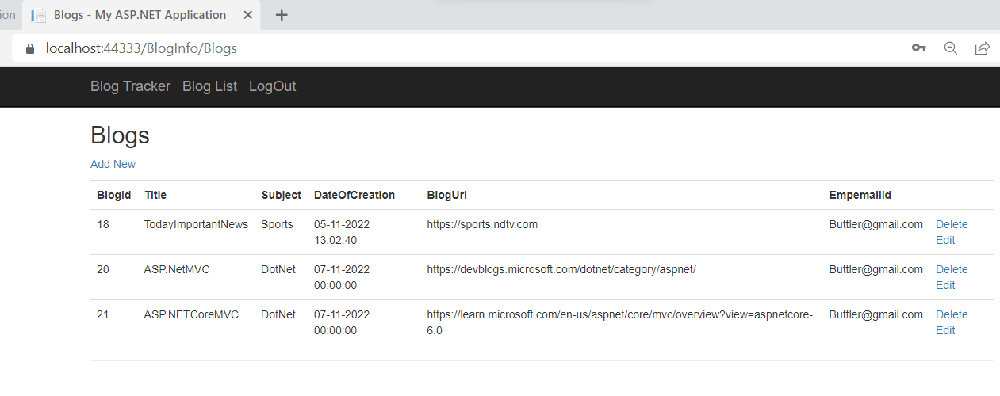 ion Blogs - My ASP.NET Application
localhost:44333/BlogInfo/Blogs
Blog Tracker Blog List LogOut
Blogs
Add New
BlogId Title Subject DateOfCreation BlogUrl EmpemailId
18 TodayImportantNews Sports 05-11-2022 https://sports.ndtv.com Buttler@gmail.com Delete
13:02:40 Edit
20 ASP.NetMVC DotNet 07-11-2022 https://devblogs.microsoft.com/dotnet/category/aspnet/ Buttler@gmail.com Delete
00:00:00 Edit
21 ASP.NETCoreMVC DotNet 07-11-2022 https://learn.microsoft.com/en-us/aspnet/core/mvc/overview?view=aspnetcore- Buttler@gmail.com Delete
00:00:00 6.0 Edit